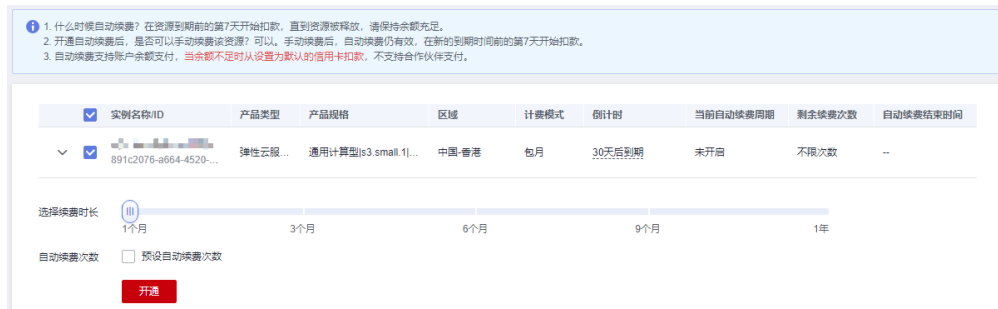 1. 什么时候自动续费？在资源到期前的第7天开始扣款，直到资源被释放，请保持余额充足。
2. 开通自动续费后，是否可以手动续费该资源？可以。手动续费后，自动续费仍有效，在新的到期时间前的第7天开始扣款。
3. 自动续费支持账户余额支付，当余额不足时从设置为默认的信用卡扣款，不支持合作伙伴支付。
实例名称/ID 产品类型 产品规格 区域 计费模式 倒计时 当前自动续费周期 剩余续费次数 自动续费结束时间
891c2076-a664-4520-... 弹性云服... 通用计算型|s3.small.1|... 中国-香港 包月 30天后到期 未开启 不限次数 --
选择续费时长
1个月 3个月 6个月 9个月 1年
自动续费次数 预设自动续费次数
开通